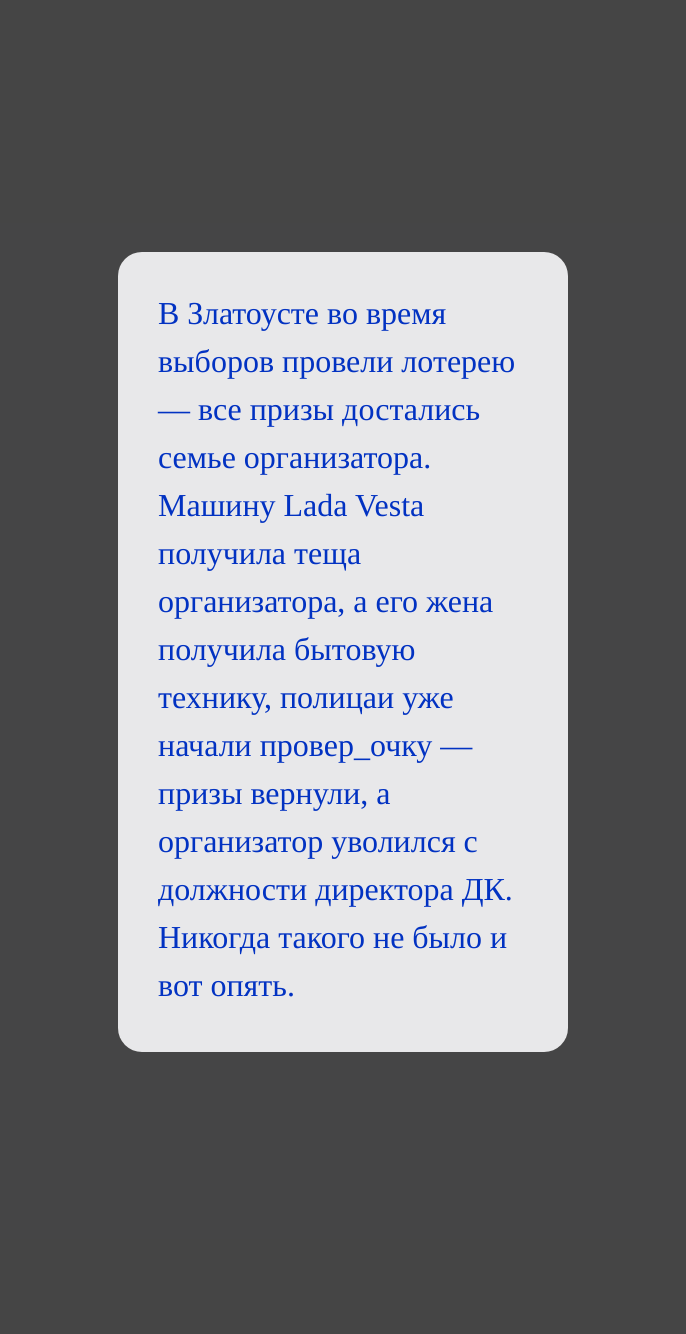 В Златоусте во время
выборов провели лотерею
— все призы достались
семье организатора.
Машину Lada Vesta
получила теща
организатора, а его жена
получила бытовую
технику, полицаи уже
начали провер_очку —
призы вернули, а
организатор уволился с
должности директора ДК.
Никогда такого не было и
вот опять.